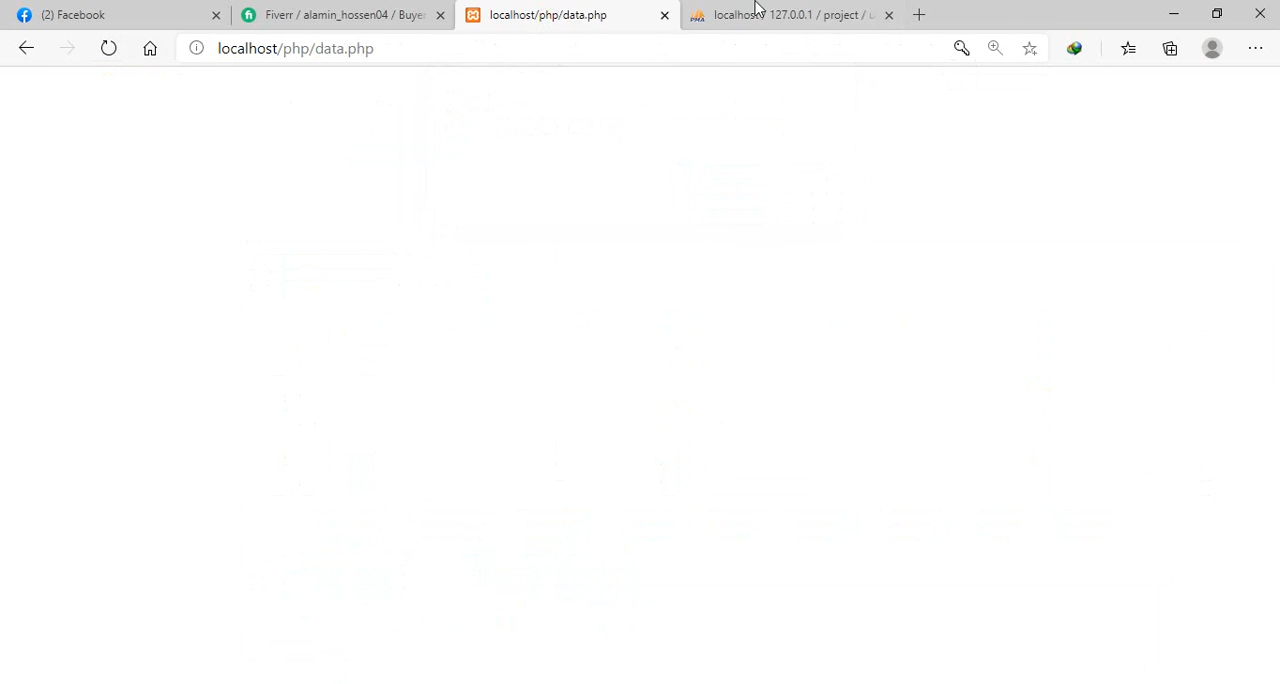 (2) Facebook
Fiverr / alamin_hossen04 / Buyer
localhost/php/data.php
localhost / 127.0.0.1 / project / u
localhost/php/data.php